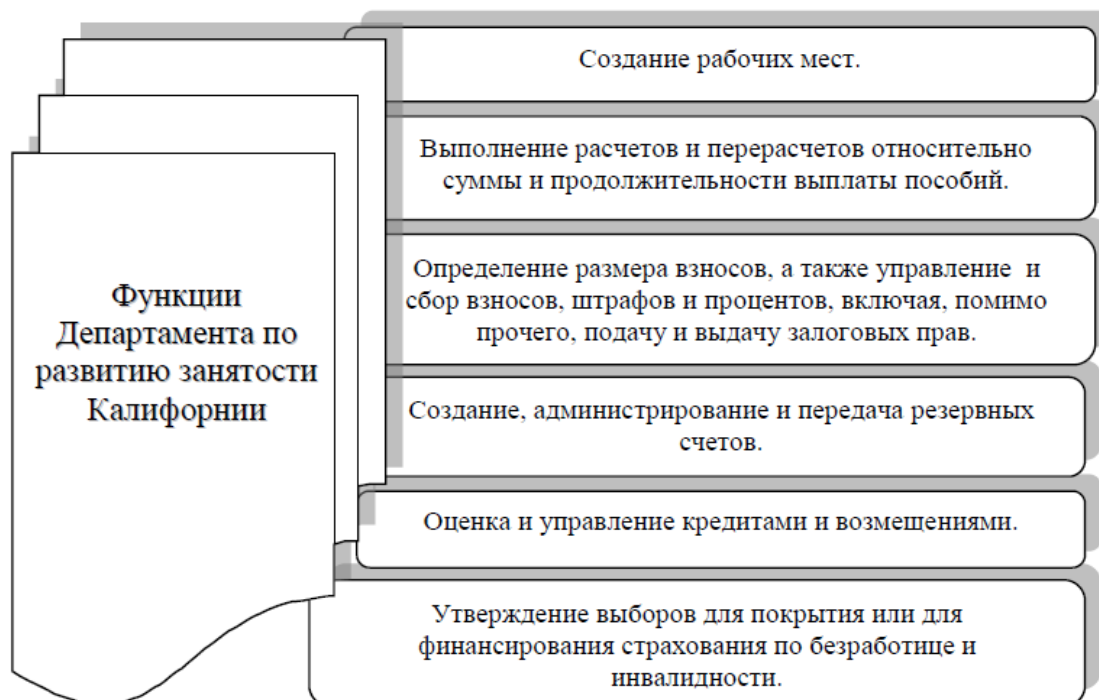 Функции
Департамента по
развитию занятости
Калифорнии
Создание рабочих мест.
Выполнение расчетов и перерасчетов относительно
суммы и продолжительности выплаты пособий.
Определение размера взносов, а также управление и
сбор взносов, штрафов и процентов, включая, помимо
прочего, подачу и выдачу залоговых прав.
Создание, администрирование и передача резервных
счетов.
Оценка и управление кредитами и возмещениями.
Утверждение выборов для покрытия или для
финансирования страхования по безработице и
инвалидности.